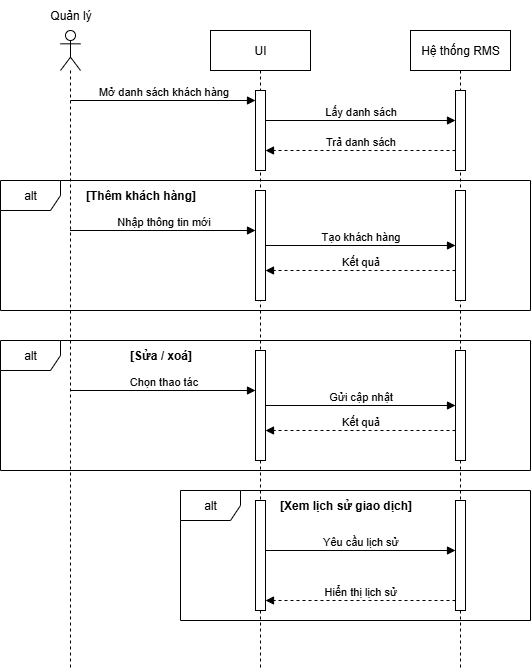 Quản lý
UI
Hệ thống RMS
Mở danh sách khách hàng
Lấy danh sách
Trả danh sách
alt
[Thêm khách hàng]
Nhập thông tin mới
Tạo khách hàng
Kết quả
alt
[Sửa / xoá]
Chọn thao tác
Gửi cập nhật
Kết quả
alt
[Xem lịch sử giao dịch]
Yêu cầu lịch sử
Hiển thị lịch sử